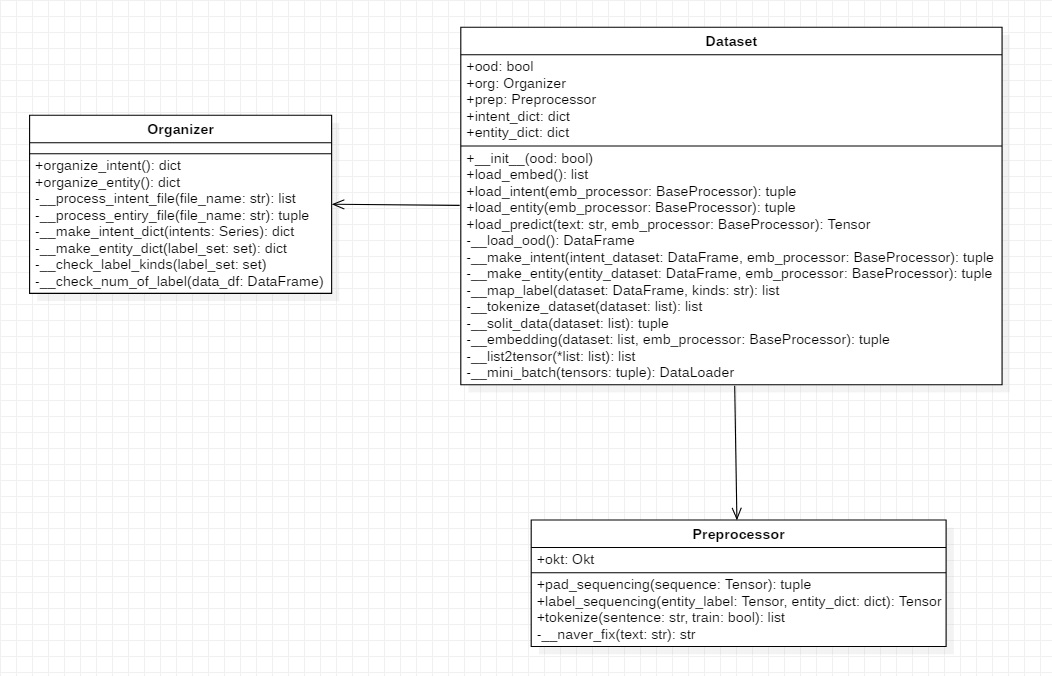 Dataset
+ood: bool
+org: Organizer
+prep: Preprocessor
+intent_dict: dict
+entity_dict: dict
+__init__(ood: bool)
+load_embed(): list
+load_intent(emb_processor: BaseProcessor): tuple
+load_entity(emb_processor: BaseProcessor): tuple
+load_predict(text: str, emb_processor: BaseProcessor): Tensor
-__load_ood(): DataFrame
-__make_intent(intent_dataset: DataFrame, emb_processor: BaseProcessor): tuple
-__make_entity(entity_dataset: DataFrame, emb_processor: BaseProcessor): tuple
-__map_label(dataset: DataFrame, kinds: str): list
-__tokenize_dataset(dataset: list): list
-__solit_data(dataset: list): tuple
-__embedding(dataset: list, emb_processor: BaseProcessor): tuple
-__list2tensor(*list: list): list
-__mini_batch(tensors: tuple): DataLoader
Organizer
+organize_intent(): dict
+organize_entity(): dict
-__process_intent_file(file_name: str): list
-__process_entiry_file(file_name: str): tuple
-__make_intent_dict(intents: Series): dict
-__make_entity_dict(label_set: set): dict
-__check_label_kinds(label_set: set)
-__check_num_of_label(data_df: DataFrame)
Preprocessor
+okt: Okt
+pad_sequencing(sequence: Tensor): tuple
+label_sequencing(entity_label: Tensor, entity_dict: dict): Tensor
+tokenize(sentence: str, train: bool): list
-__naver_fix(text: str): str